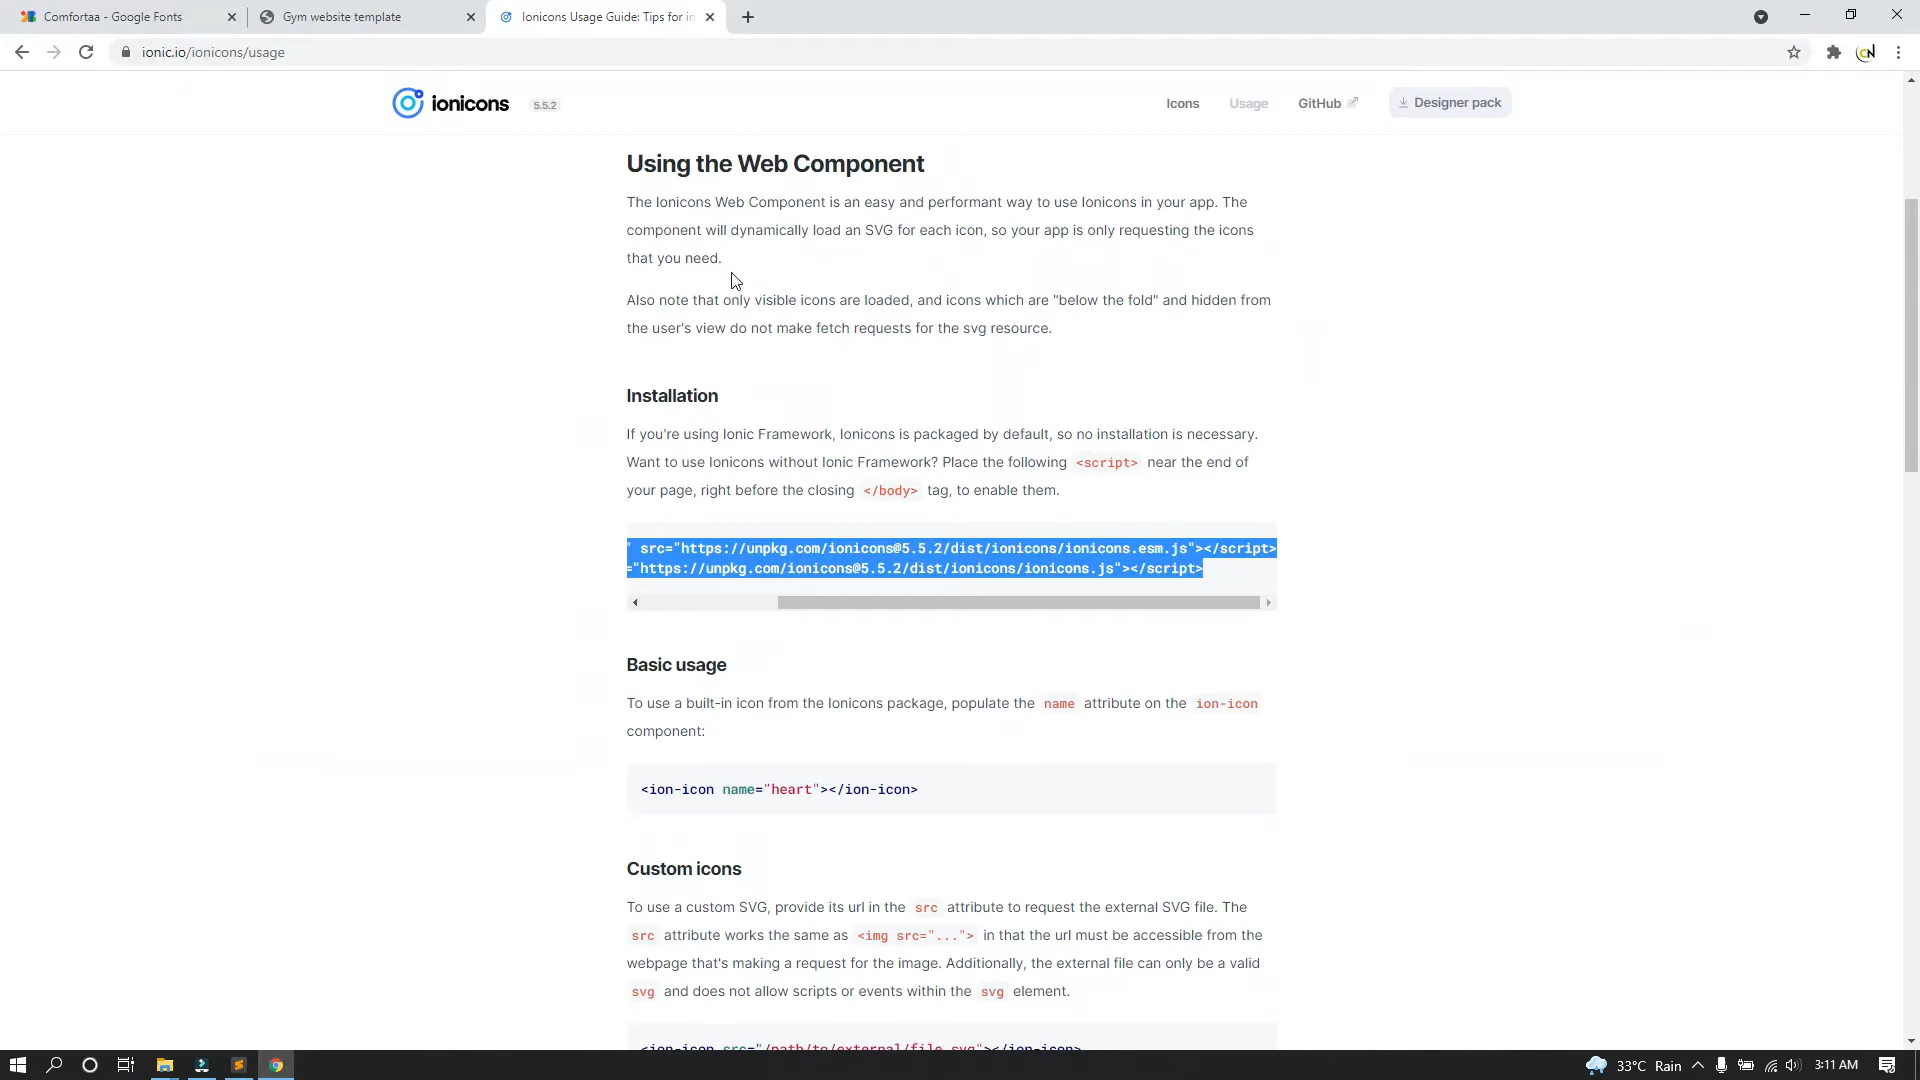 Comfortaa - Google Fonts
Gym website template
Ionicons Usage Guide: Tips for in
ionic.io/ionicons/usage
ionicons
5.5.2
Icons
Usage
GitHub
Designer pack
Using the Web Component
The Ionicons Web Component is an easy and performant way to use Ionicons in your app. The
component will dynamically load an SVG for each icon, so your app is only requesting the icons
that you need.
Also note that only visible icons are loaded, and icons which are "below the fold" and hidden from
the user's view do not make fetch requests for the svg resource.
Installation
If you're using Ionic Framework, Ionicons is packaged by default, so no installation is necessary.
Want to use Ionicons without Ionic Framework? Place the following <script> near the end of
your page, right before the closing </body> tag, to enable them.
" src="https://unpkg.com/ionicons@5.5.2/dist/ionicons/ionicons.esm.js"></script>
="https://unpkg.com/ionicons@5.5.2/dist/ionicons/ionicons.js"></script>
Basic usage
To use a built-in icon from the Ionicons package, populate the name attribute on the ion-icon
component:
<ion-icon name="heart"></ion-icon>
Custom icons
To use a custom SVG, provide its url in the src attribute to request the external SVG file. The
src attribute works the same as <img src="..."> in that the url must be accessible from the
webpage that's making a request for the image. Additionally, the external file can only be a valid
svg and does not allow scripts or events within the svg element.
<ion-icon src="/path/to/external/file.svg"></ion-icon>
33°C Rain
3:11 AM